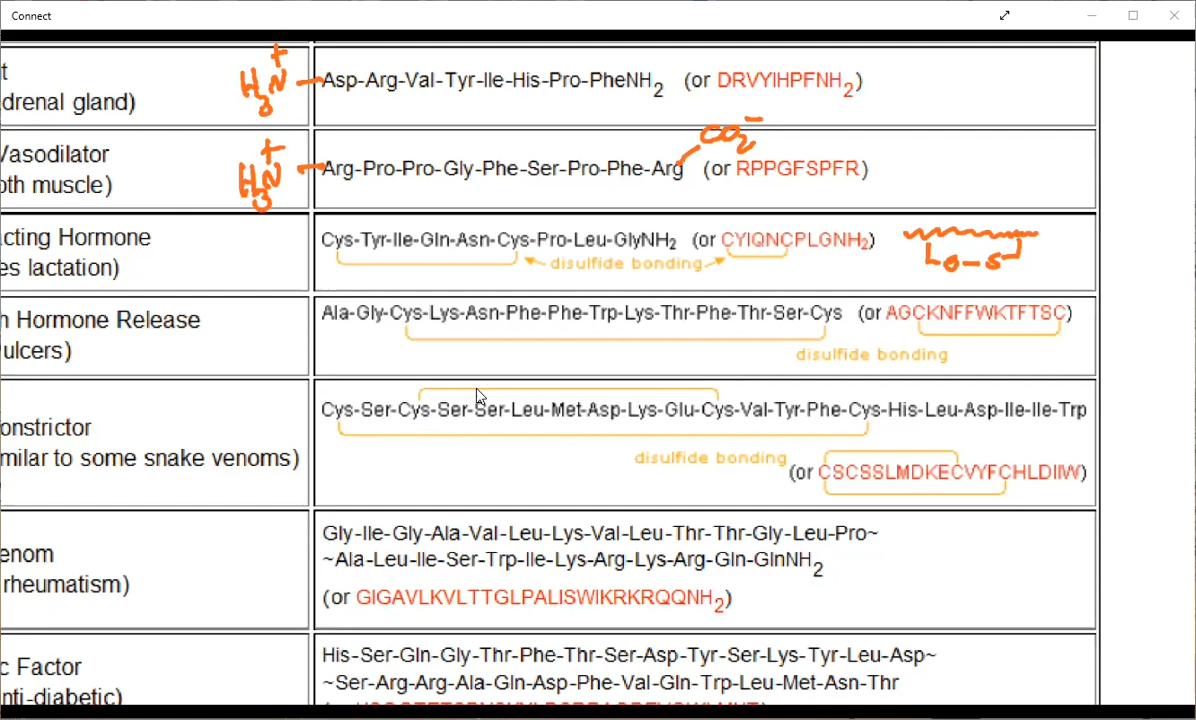 Connect
t
drenal gland)
H3N+
Asp-Arg-Val-Tyr-Ile-His-Pro-PheNH2 (or DRVYIHPFNH2)
Vasodilator
oth muscle)
H3N+
Arg-Pro-Pro-Gly-Phe-Ser-Pro-Phe-Arg (or RPPGFSPFR)
CO2-
acting Hormone
es lactation)
Cys-Tyr-Ile-Gln-Asn-Cys-Pro-Leu-GlyNH2 (or CYIQNCPLGNH2)
disulfide bonding
n Hormone Release
ulcers)
Ala-Gly-Cys-Lys-Asn-Phe-Phe-Trp-Lys-Thr-Phe-Thr-Ser-Cys (or AGCKNFFWKTFTSC)
disulfide bonding
onstrictor
milar to some snake venoms)
Cys-Ser-Cys-Ser-Ser-Leu-Met-Asp-Lys-Glu-Cys-Val-Tyr-Phe-Cys-His-Leu-Asp-Ile-Ile-Trp
disulfide bonding
(or CSCSSLMDKECVYFCHLDIIW)
enom
rheumatism)
Gly-Ile-Gly-Ala-Val-Leu-Lys-Val-Leu-Thr-Thr-Gly-Leu-Pro~
~Ala-Leu-Ile-Ser-Trp-Ile-Lys-Arg-Lys-Arg-Gln-GlnNH2
(or GIGAVLKVLTTGLPALISWIKRKRQQNH2)
c Factor
nti-diabetic)
His-Ser-Gln-Gly-Thr-Phe-Thr-Ser-Asp-Tyr-Ser-Lys-Tyr-Leu-Asp~
~Ser-Arg-Arg-Ala-Gln-Asp-Phe-Val-Gln-Trp-Leu-Met-Asn-Thr